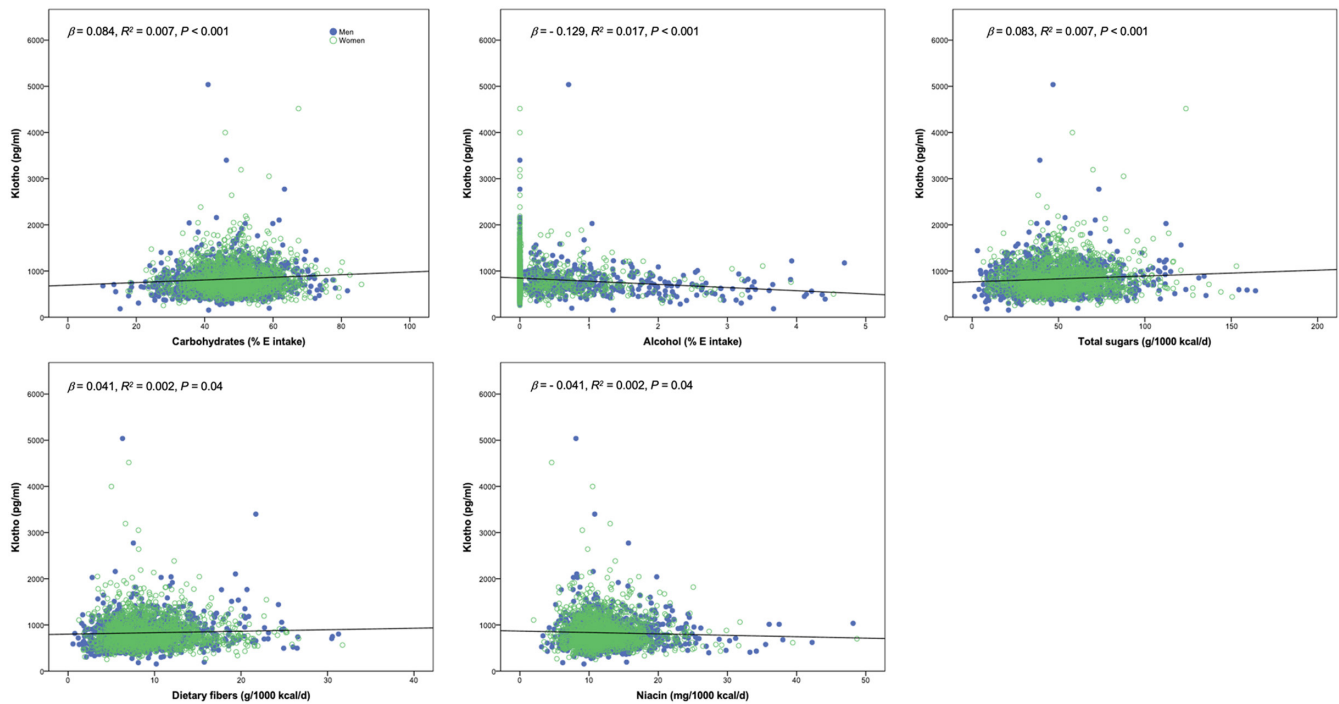 β = 0.084, R² = 0.007, P < 0.001
Men
Women
6000
5000
4000
3000
2000
1000
0
Klotho (pg/ml)
0 20 40 60 80 100
Carbohydrates (% E intake)
β = - 0.129, R² = 0.017, P < 0.001
6000
5000
4000
3000
2000
1000
0
Klotho (pg/ml)
0 1 2 3 4 5
Alcohol (% E intake)
β = 0.083, R² = 0.007, P < 0.001
6000
5000
4000
3000
2000
1000
0
Klotho (pg/ml)
0 50 100 150 200
Total sugars (g/1000 kcal/d)
β = 0.041, R² = 0.002, P = 0.04
6000
5000
4000
3000
2000
1000
0
Klotho (pg/ml)
0 10 20 30 40
Dietary fibers (g/1000 kcal/d)
β = - 0.041, R² = 0.002, P = 0.04
6000
5000
4000
3000
2000
1000
0
Klotho (pg/ml)
0 10 20 30 40 50
Niacin (mg/1000 kcal/d)